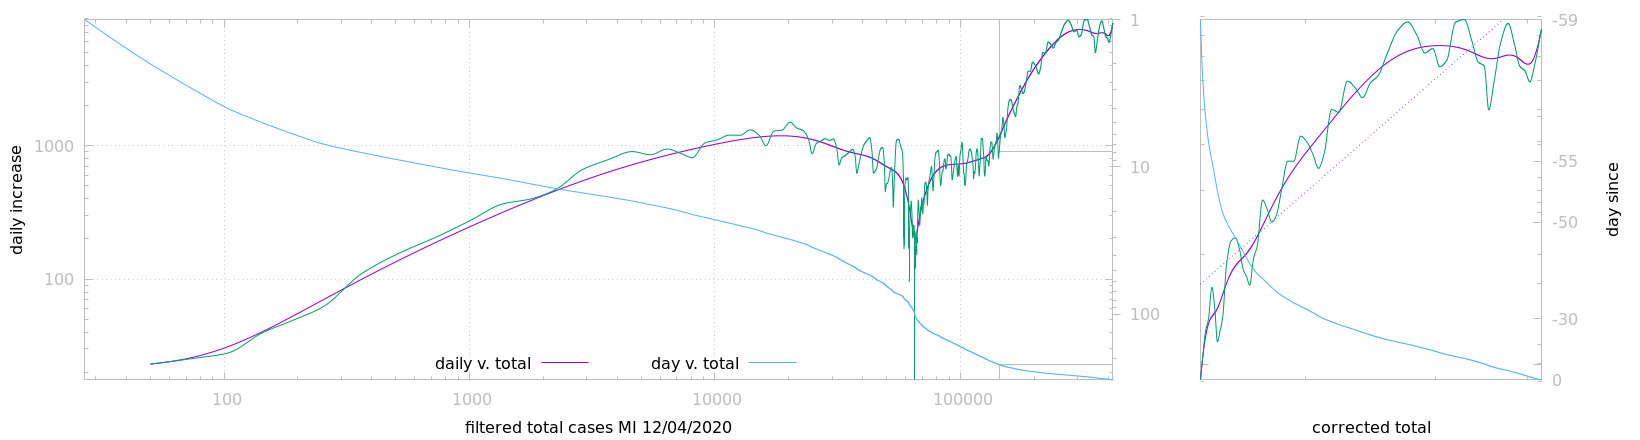 daily increase
1000
100
100
1000
10000
100000
filtered total cases MI 12/04/2020
daily v. total
day v. total
1
10
100
-59
-55
-50
-30
0
day since
corrected total